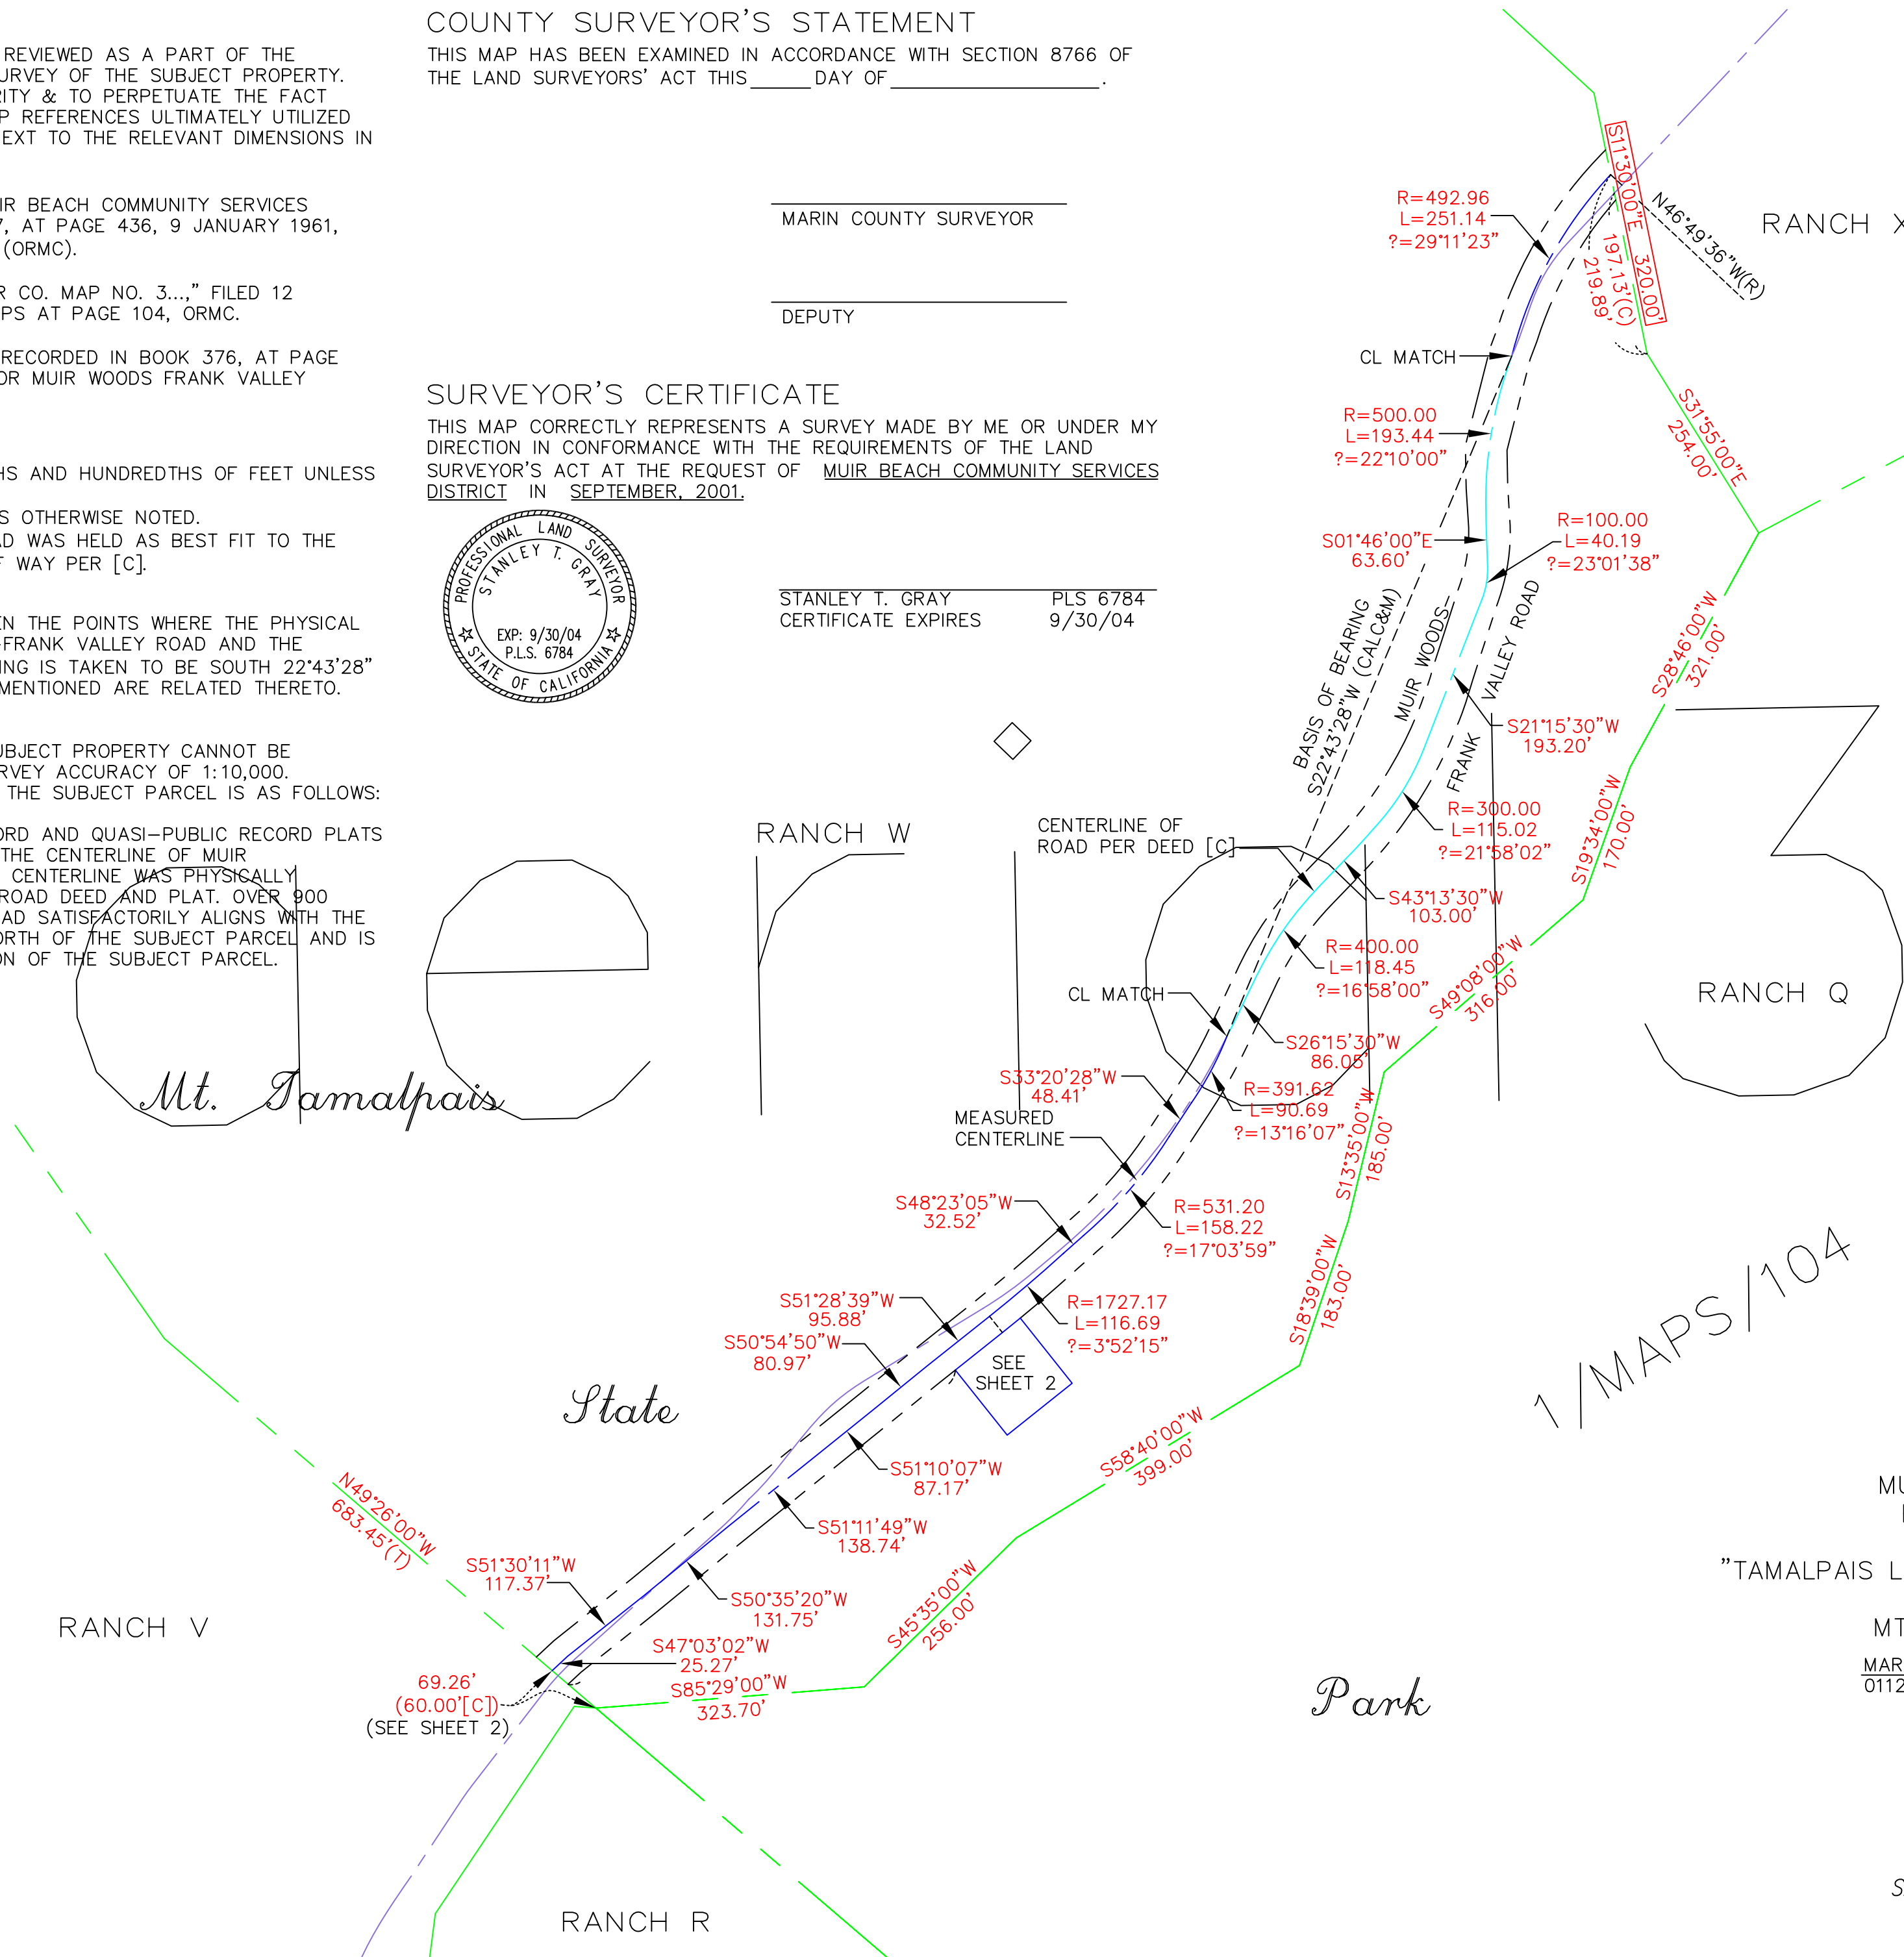 REVIEWED AS A PART OF THE
URVEY OF THE SUBJECT PROPERTY.
RITY & TO PERPETUATE THE FACT
P REFERENCES ULTIMATELY UTILIZED
EXT TO THE RELEVANT DIMENSIONS IN
IR BEACH COMMUNITY SERVICES
7, AT PAGE 436, 9 JANUARY 1961,
(ORMC).
R CO. MAP NO. 3...,” FILED 12
PS AT PAGE 104, ORMC.
RECORDED IN BOOK 376, AT PAGE
OR MUIR WOODS FRANK VALLEY
HS AND HUNDREDTHS OF FEET UNLESS
S OTHERWISE NOTED.
AD WAS HELD AS BEST FIT TO THE
F WAY PER [C].
EN THE POINTS WHERE THE PHYSICAL
-FRANK VALLEY ROAD AND THE
ING IS TAKEN TO BE SOUTH 22°43'28”
MENTIONED ARE RELATED THERETO.
UBJECT PROPERTY CANNOT BE
RVEY ACCURACY OF 1:10,000.
THE SUBJECT PARCEL IS AS FOLLOWS:
ORD AND QUASI-PUBLIC RECORD PLATS
THE CENTERLINE OF MUIR
CENTERLINE WAS PHYSICALLY
ROAD DEED AND PLAT. OVER 900
AD SATISFACTORILY ALIGNS WITH THE
ORTH OF THE SUBJECT PARCEL AND IS
ON OF THE SUBJECT PARCEL.
COUNTY SURVEYOR'S STATEMENT
THIS MAP HAS BEEN EXAMINED IN ACCORDANCE WITH SECTION 8766 OF
THE LAND SURVEYORS' ACT THIS DAY OF .
MARIN COUNTY SURVEYOR
DEPUTY
SURVEYOR'S CERTIFICATE
THIS MAP CORRECTLY REPRESENTS A SURVEY MADE BY ME OR UNDER MY
DIRECTION IN CONFORMANCE WITH THE REQUIREMENTS OF THE LAND
SURVEYOR'S ACT AT THE REQUEST OF MUIR BEACH COMMUNITY SERVICES
DISTRICT IN SEPTEMBER, 2001.
PROFESSIONAL LAND SURVEYOR
STANLEY T. GRAY
EXP: 9/30/04
P.L.S. 6784
STATE OF CALIFORNIA
STANLEY T. GRAY PLS 6784
CERTIFICATE EXPIRES 9/30/04
R=492.96
L=251.14
?=29°11'23”
S11°30'00”E 320.00'
197.13'(C)
219.89'
N46°49'36”W(R)
RANCH X
CL MATCH
R=500.00
L=193.44
?=22°10'00”
S31°55'00”E
254.00'
S01°46'00”E
63.60'
R=100.00
L=40.19
?=23°01'38”
BASIS OF BEARING
S22°43'28”W (CALC&M)
MUIR WOODS
FRANK VALLEY ROAD
S28°46'00”W
321.00'
S21°15'30”W
193.20'
R=300.00
L=115.02
?=21°58'02”
S19°34'00”W
170.00'
RANCH W
CENTERLINE OF
ROAD PER DEED [C]
S43°13'30”W
103.00'
R=400.00
L=118.45
?=16°58'00”
S49°08'00”W
316.00'
RANCH Q
CL MATCH
S26°15'30”W
86.05'
aerial 3
Mt. Tamalpais
S33°20'28”W
48.41'
R=391.62
L=90.69
?=13°16'07”
MEASURED
CENTERLINE
S13°35'00”W
185.00'
S48°23'05”W
32.52'
R=531.20
L=158.22
?=17°03'59”
S18°39'00”W
183.00'
1/MAPS/104
S51°28'39”W
95.88'
R=1727.17
L=116.69
?=3°52'15”
S50°54'50”W
80.97'
SEE
SHEET 2
State
S58°40'00”W
399.00'
S51°10'07”W
87.17'
N49°26'00”W
683.45'(T)
S51°11'49”W
138.74'
MU
"TAMALPAIS L
MT
MAR
0112
S51°30'11”W
117.37'
S50°35'20”W
131.75'
S45°35'00”W
256.00'
RANCH V
S47°03'02”W
25.27'
69.26'
(60.00'[C])
(SEE SHEET 2)
S85°29'00”W
323.70'
Park
S
RANCH R